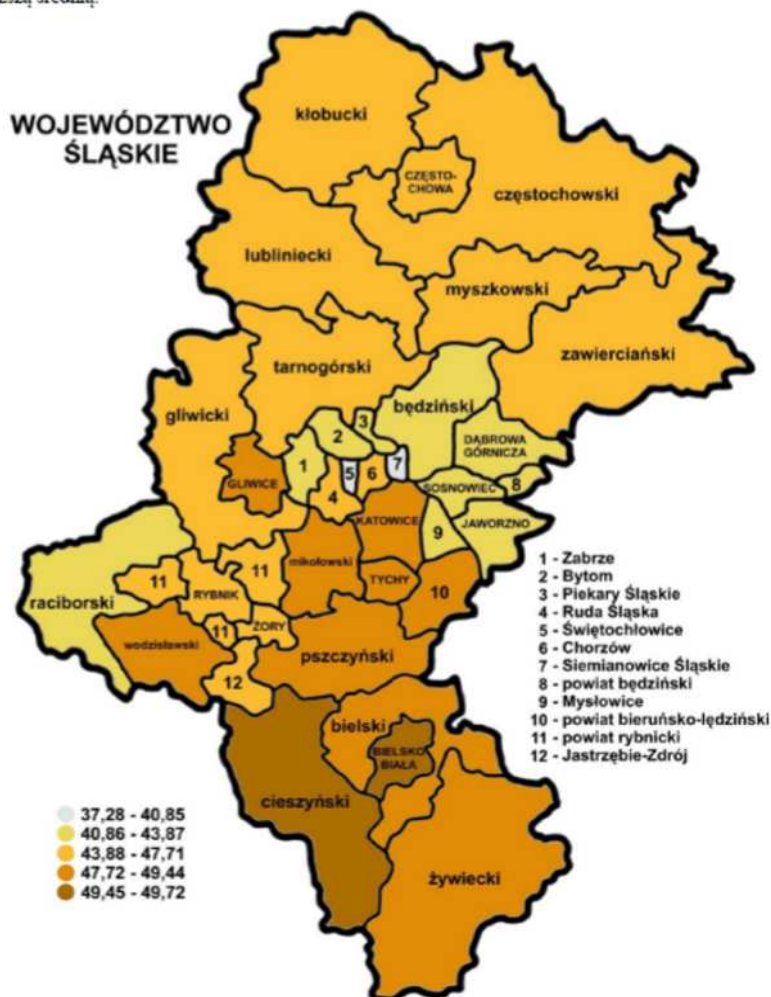 WOJEWÓDZTWO
ŚLĄSKIE
kłobucki
CZĘSTO-
CHOWA
częstochowski
lubliniecki
myszkowski
zawierciański
tarnogórski
będziński
gliwicki
3
2
DĄBROWA
GÓRNICZA
1
5
6
7
GLIWICE
4
SOSNOWIEC
8
KATOWICE
9
JAWORZNO
mikołowski
11
11
RYBNIK
TYCHY
10
raciborski
11
ŻORY
wodzisławski
pszczyński
12
bielski
BIELSKO
BIAŁA
cieszyński
żywiecki
1 - Zabrze
2 - Bytom
3 - Piekary Śląskie
4 - Ruda Śląska
5 - Świętochłowice
6 - Chorzów
7 - Siemianowice Śląskie
8 - powiat będziński
9 - Mysłowice
10 - powiat bieruńsko-lędziński
11 - powiat rybnicki
12 - Jastrzębie-Zdrój
37,28 - 40,85
40,86 - 43,87
43,88 - 47,71
47,72 - 49,44
49,45 - 49,72